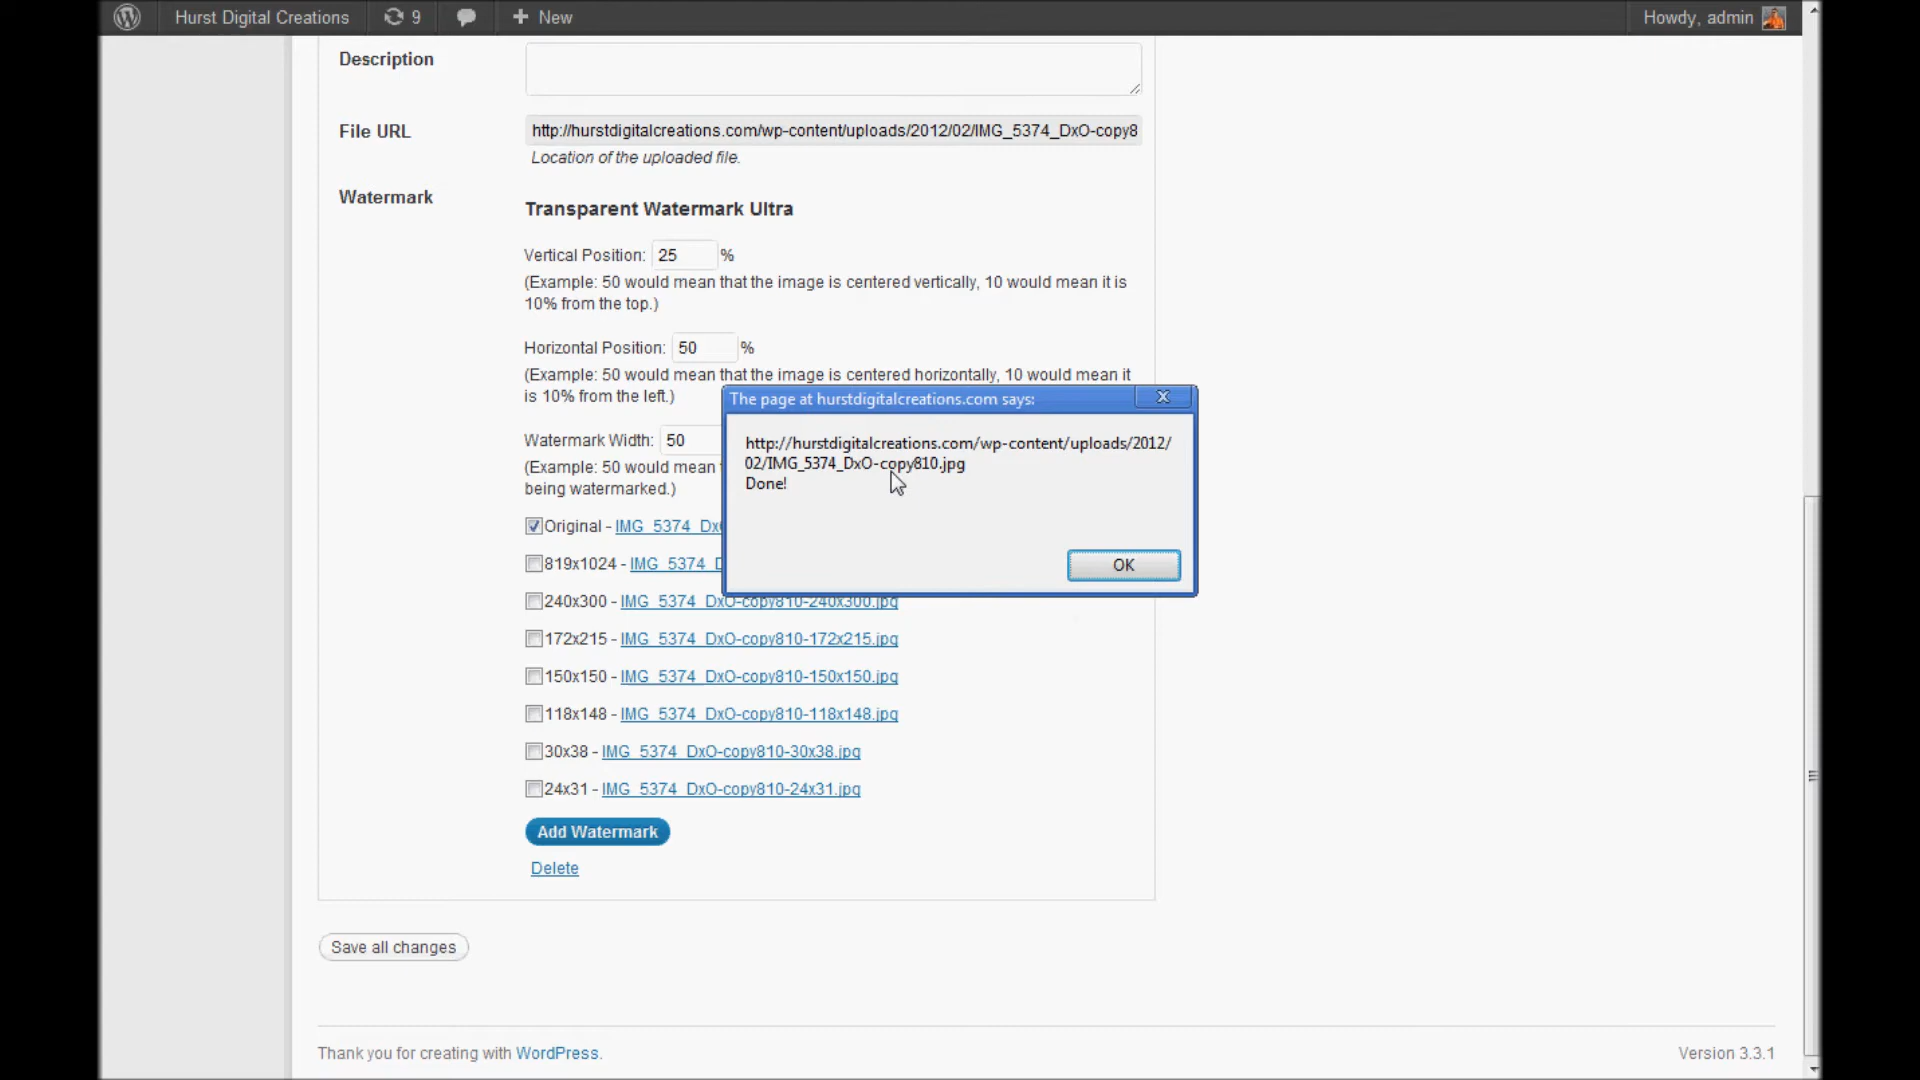 Hurst Digital Creations 9 New Howdy, admin
Description
File URL http://hurstdigitalcreations.com/wp-content/uploads/2012/02/IMG_5374_DxO-copy8
Location of the uploaded file.
Watermark
Transparent Watermark Ultra
Vertical Position: 25 %
(Example: 50 would mean that the image is centered vertically, 10 would mean it is
10% from the top.)
Horizontal Position: 50 %
(Example: 50 would mean that the image is centered horizontally, 10 would mean it
is 10% from the left.)
Watermark Width: 50
(Example: 50 would mean
being watermarked.)
The page at hurstdigitalcreations.com says:
X
http://hurstdigitalcreations.com/wp-content/uploads/2012/
02/IMG_5374_DxO-copy810.jpg
Done!
OK
Original - IMG_5374_Dx
819x1024 - IMG_5374_
240x300 - IMG_5374_DxO-copy810-240x300.jpg
172x215 - IMG_5374_DxO-copy810-172x215.jpg
150x150 - IMG_5374_DxO-copy810-150x150.jpg
118x148 - IMG_5374_DxO-copy810-118x148.jpg
30x38 - IMG_5374_DxO-copy810-30x38.jpg
24x31 - IMG_5374_DxO-copy810-24x31.jpg
Add Watermark
Delete
Save all changes
Thank you for creating with WordPress. Version 3.3.1